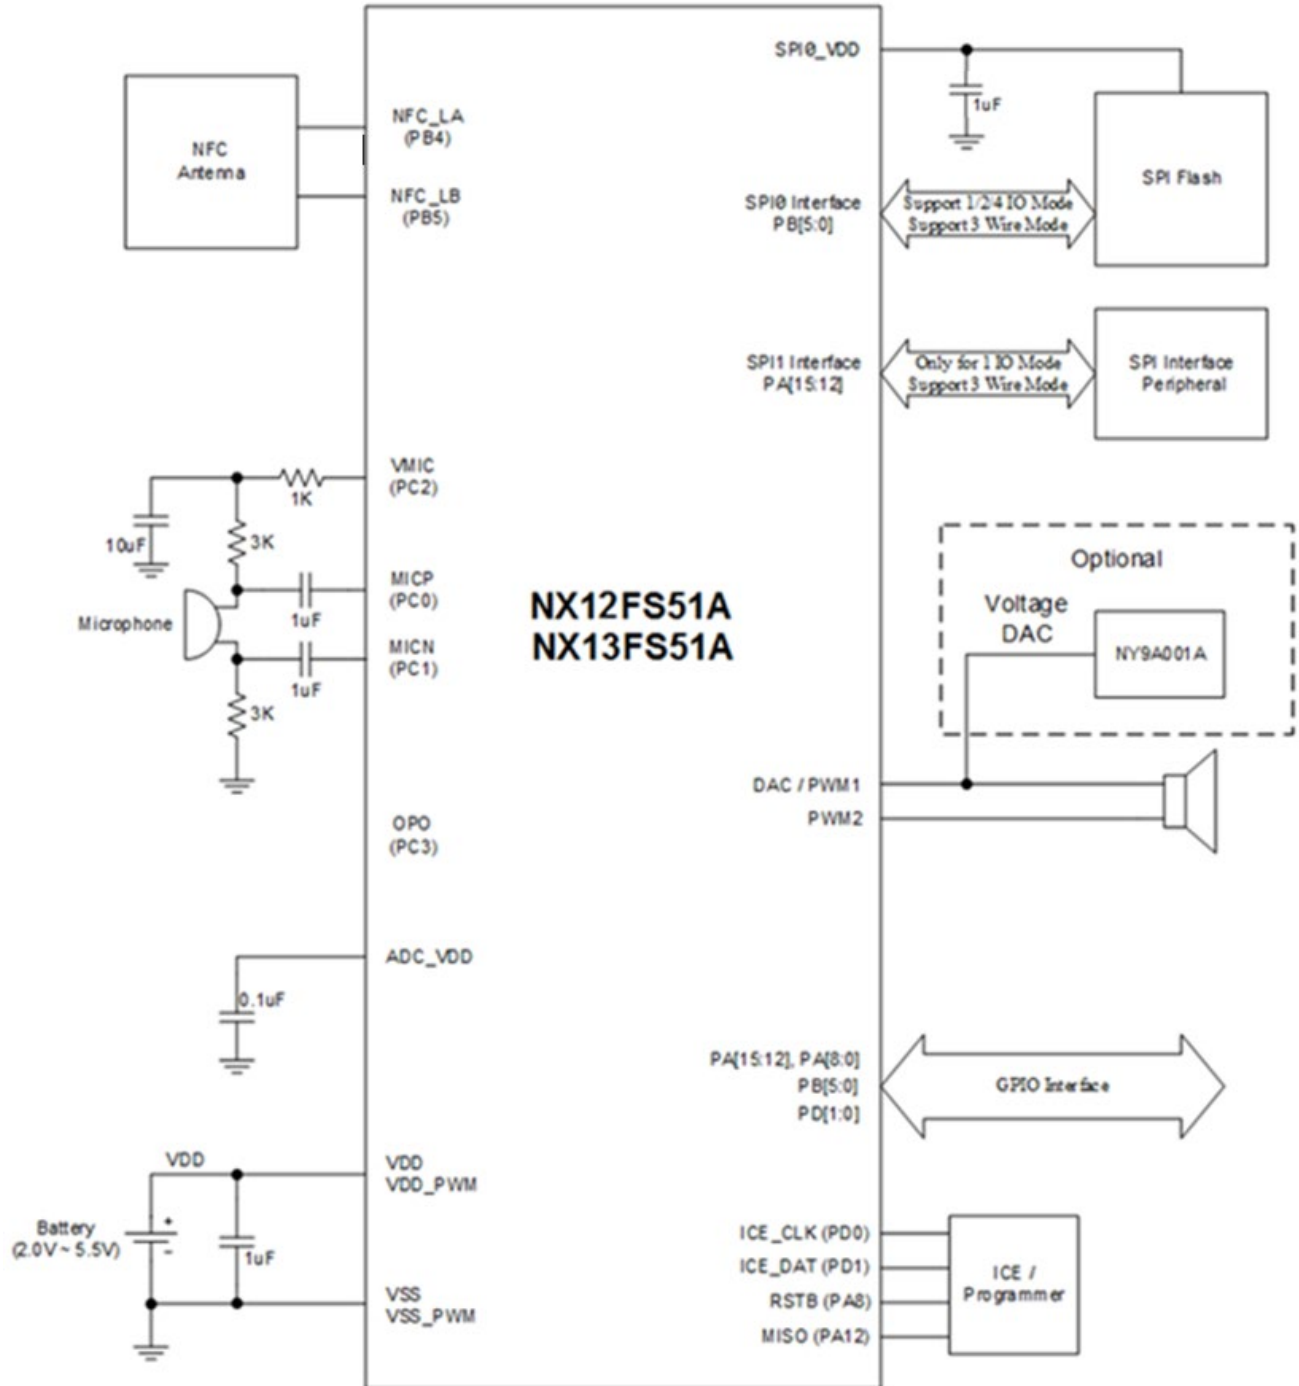 SPI0_VDD
1uF
NFC_LA
(PB4)
NFC
Antenna
NFC_LB
(PB5)
SPI Flash
SPI0 Interface
PB[5:0]
Support 1/2/4 IO Mode
Support 3 Wire Mode
SPI1 Interface
PA[15:12]
Only for 1 IO Mode
Support 3 Wire Mode
SPI Interface
Peripheral
VMIC
(PC2)
1K
10uF
3K
MICP
(PC0)
1uF
Microphone
MICN
(PC1)
1uF
3K
NX12FS51A
NX13FS51A
Optional
Voltage
DAC
NY9A001A
DAC / PWM1
PWM2
OPO
(PC3)
ADC_VDD
0.1uF
PA[15:12], PA[8:0]
PB[5:0]
PD[1:0]
GPIO Interface
VDD
VDD
VDD_PWM
Battery
(2.0V ~ 5.5V)
+
-
1uF
VSS
VSS_PWM
ICE_CLK (PD0)
ICE_DAT (PD1)
RSTB (PA8)
MISO (PA12)
ICE /
Programmer